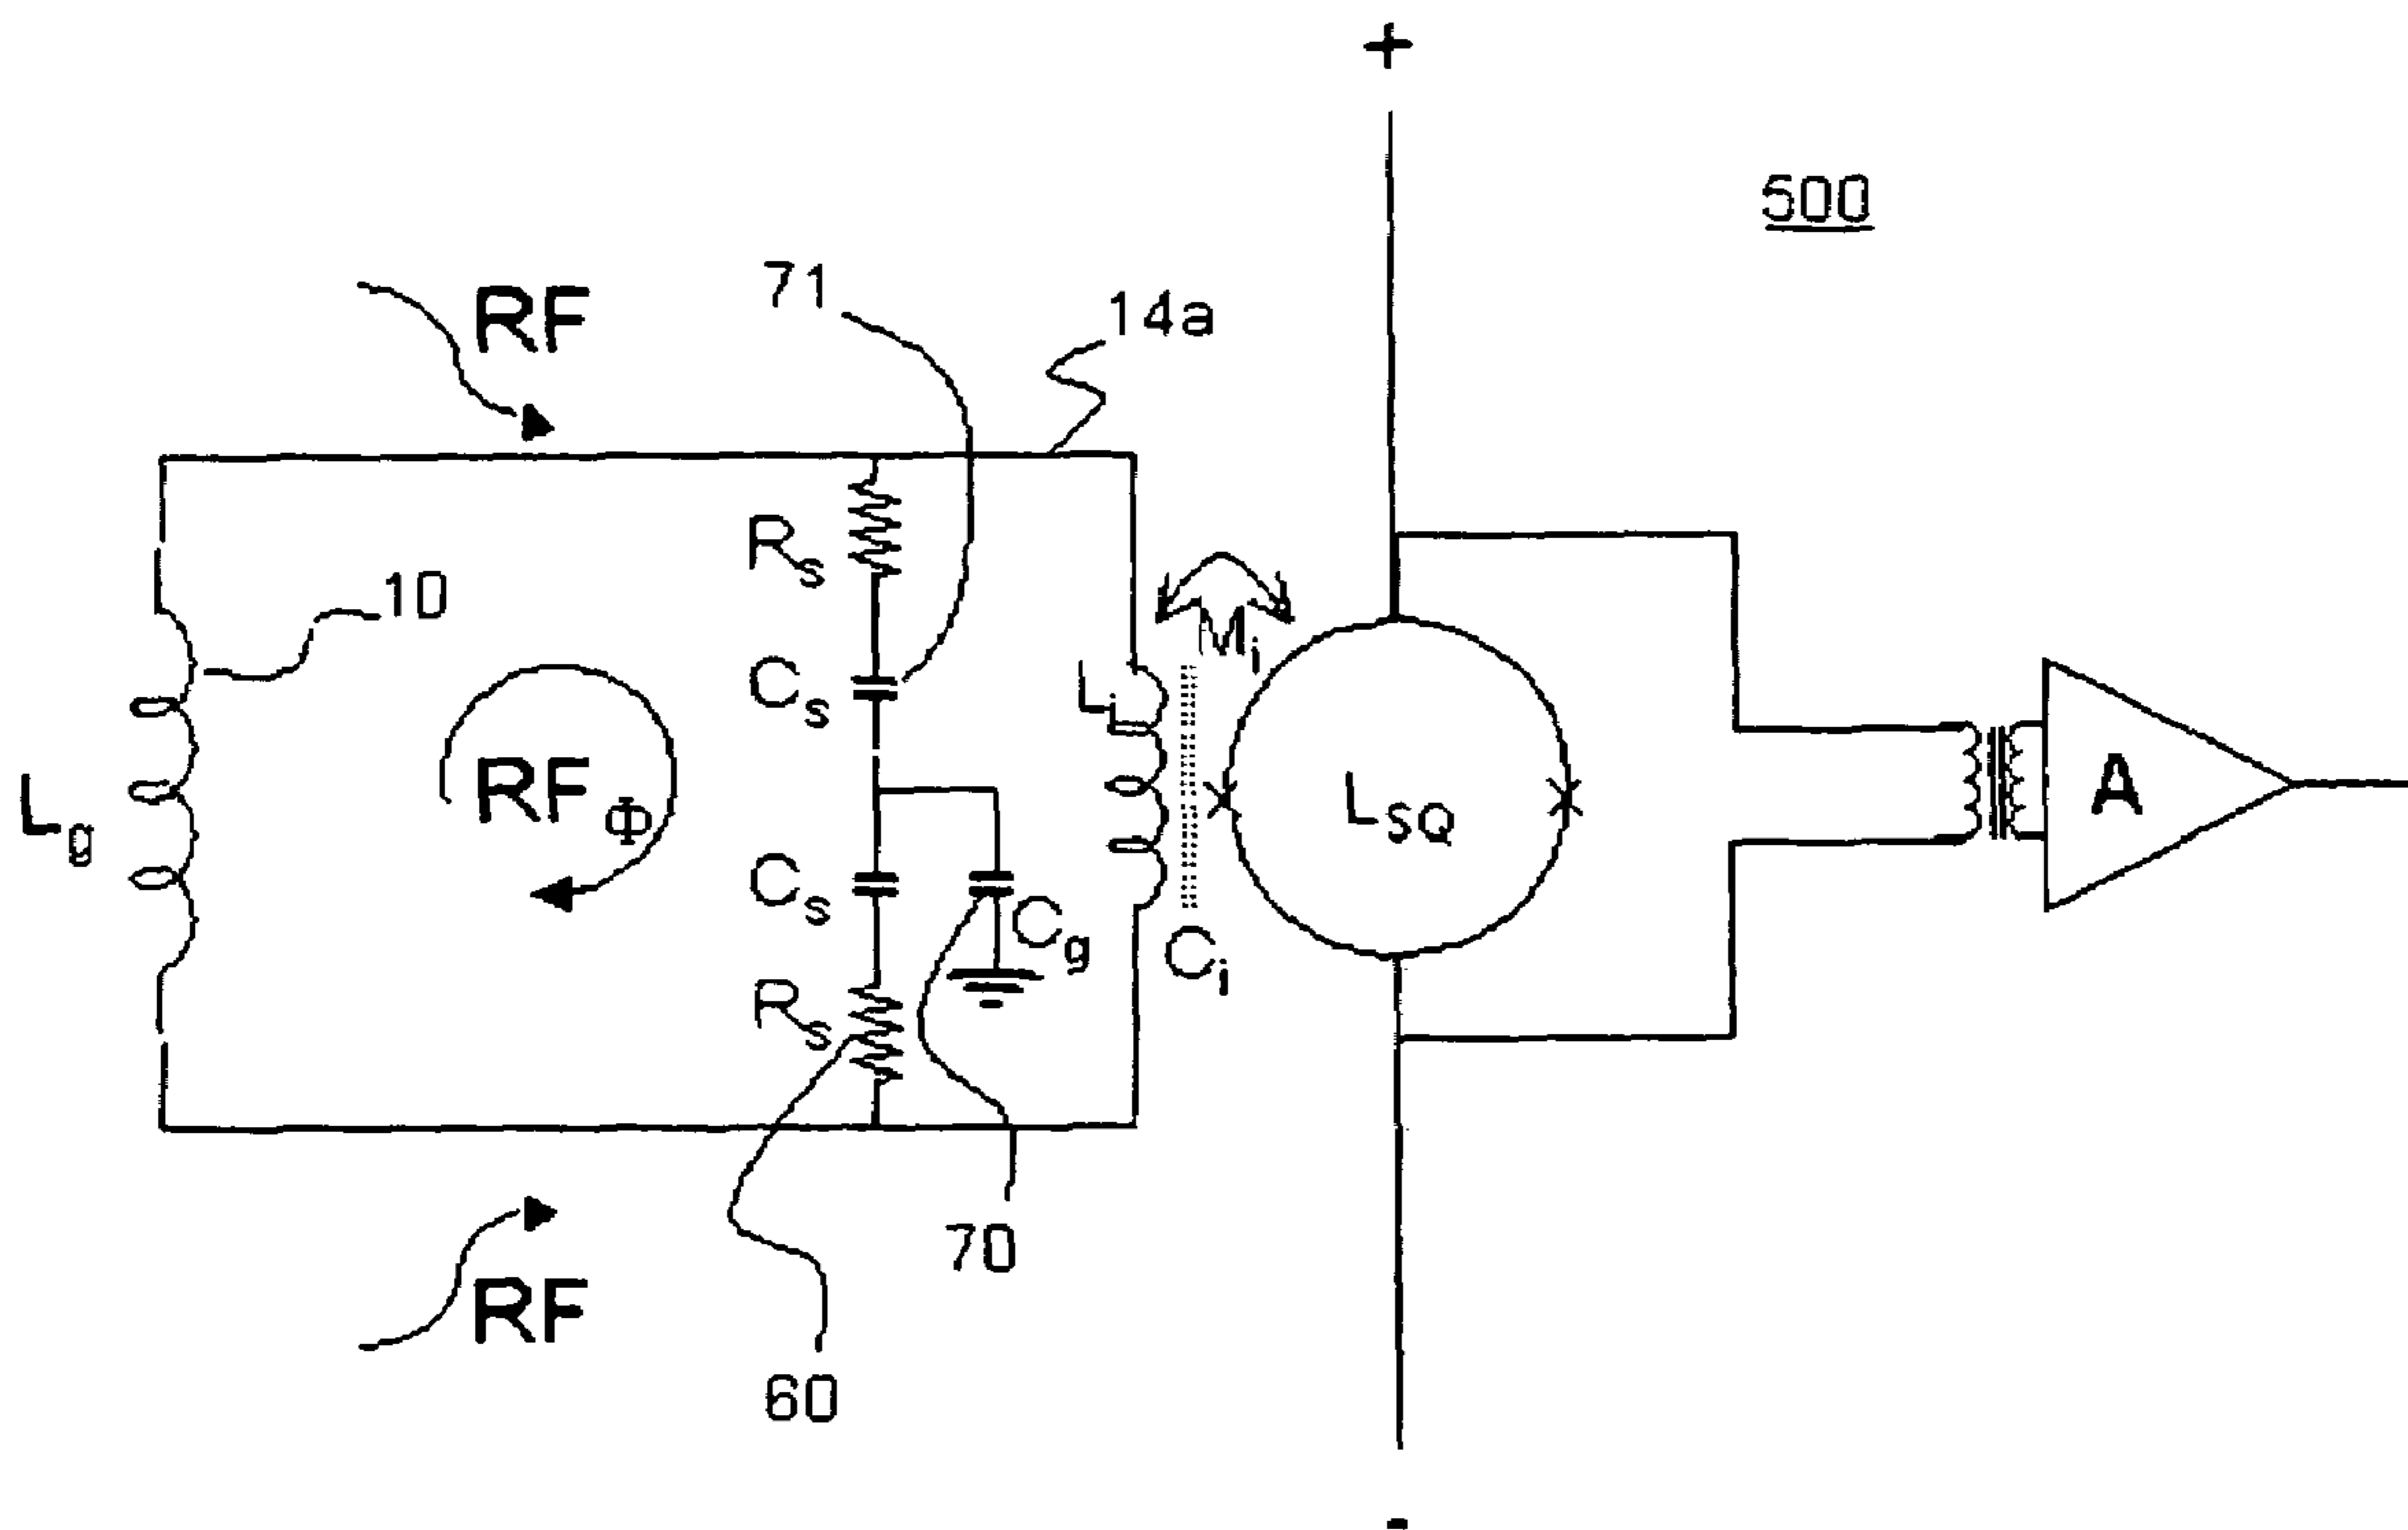 +
500
71
14a
RF
Rs
10
Mi
Cs
Li
RFΦ
LSQ
A
Lg
Cs
Cg
Ci
Rs
70
RF
60
-